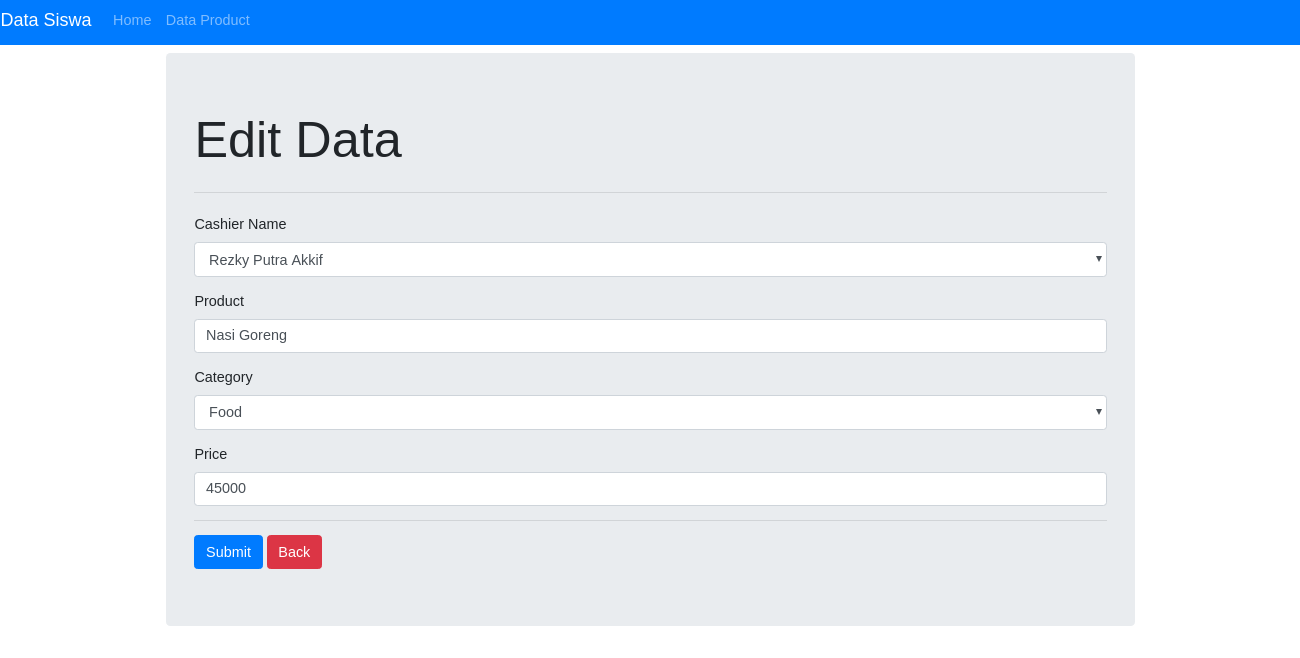 Data Siswa Home Data Product
Edit Data
Cashier Name
Rezky Putra Akkif
Product
Nasi Goreng
Category
Food
Price
45000
Submit Back